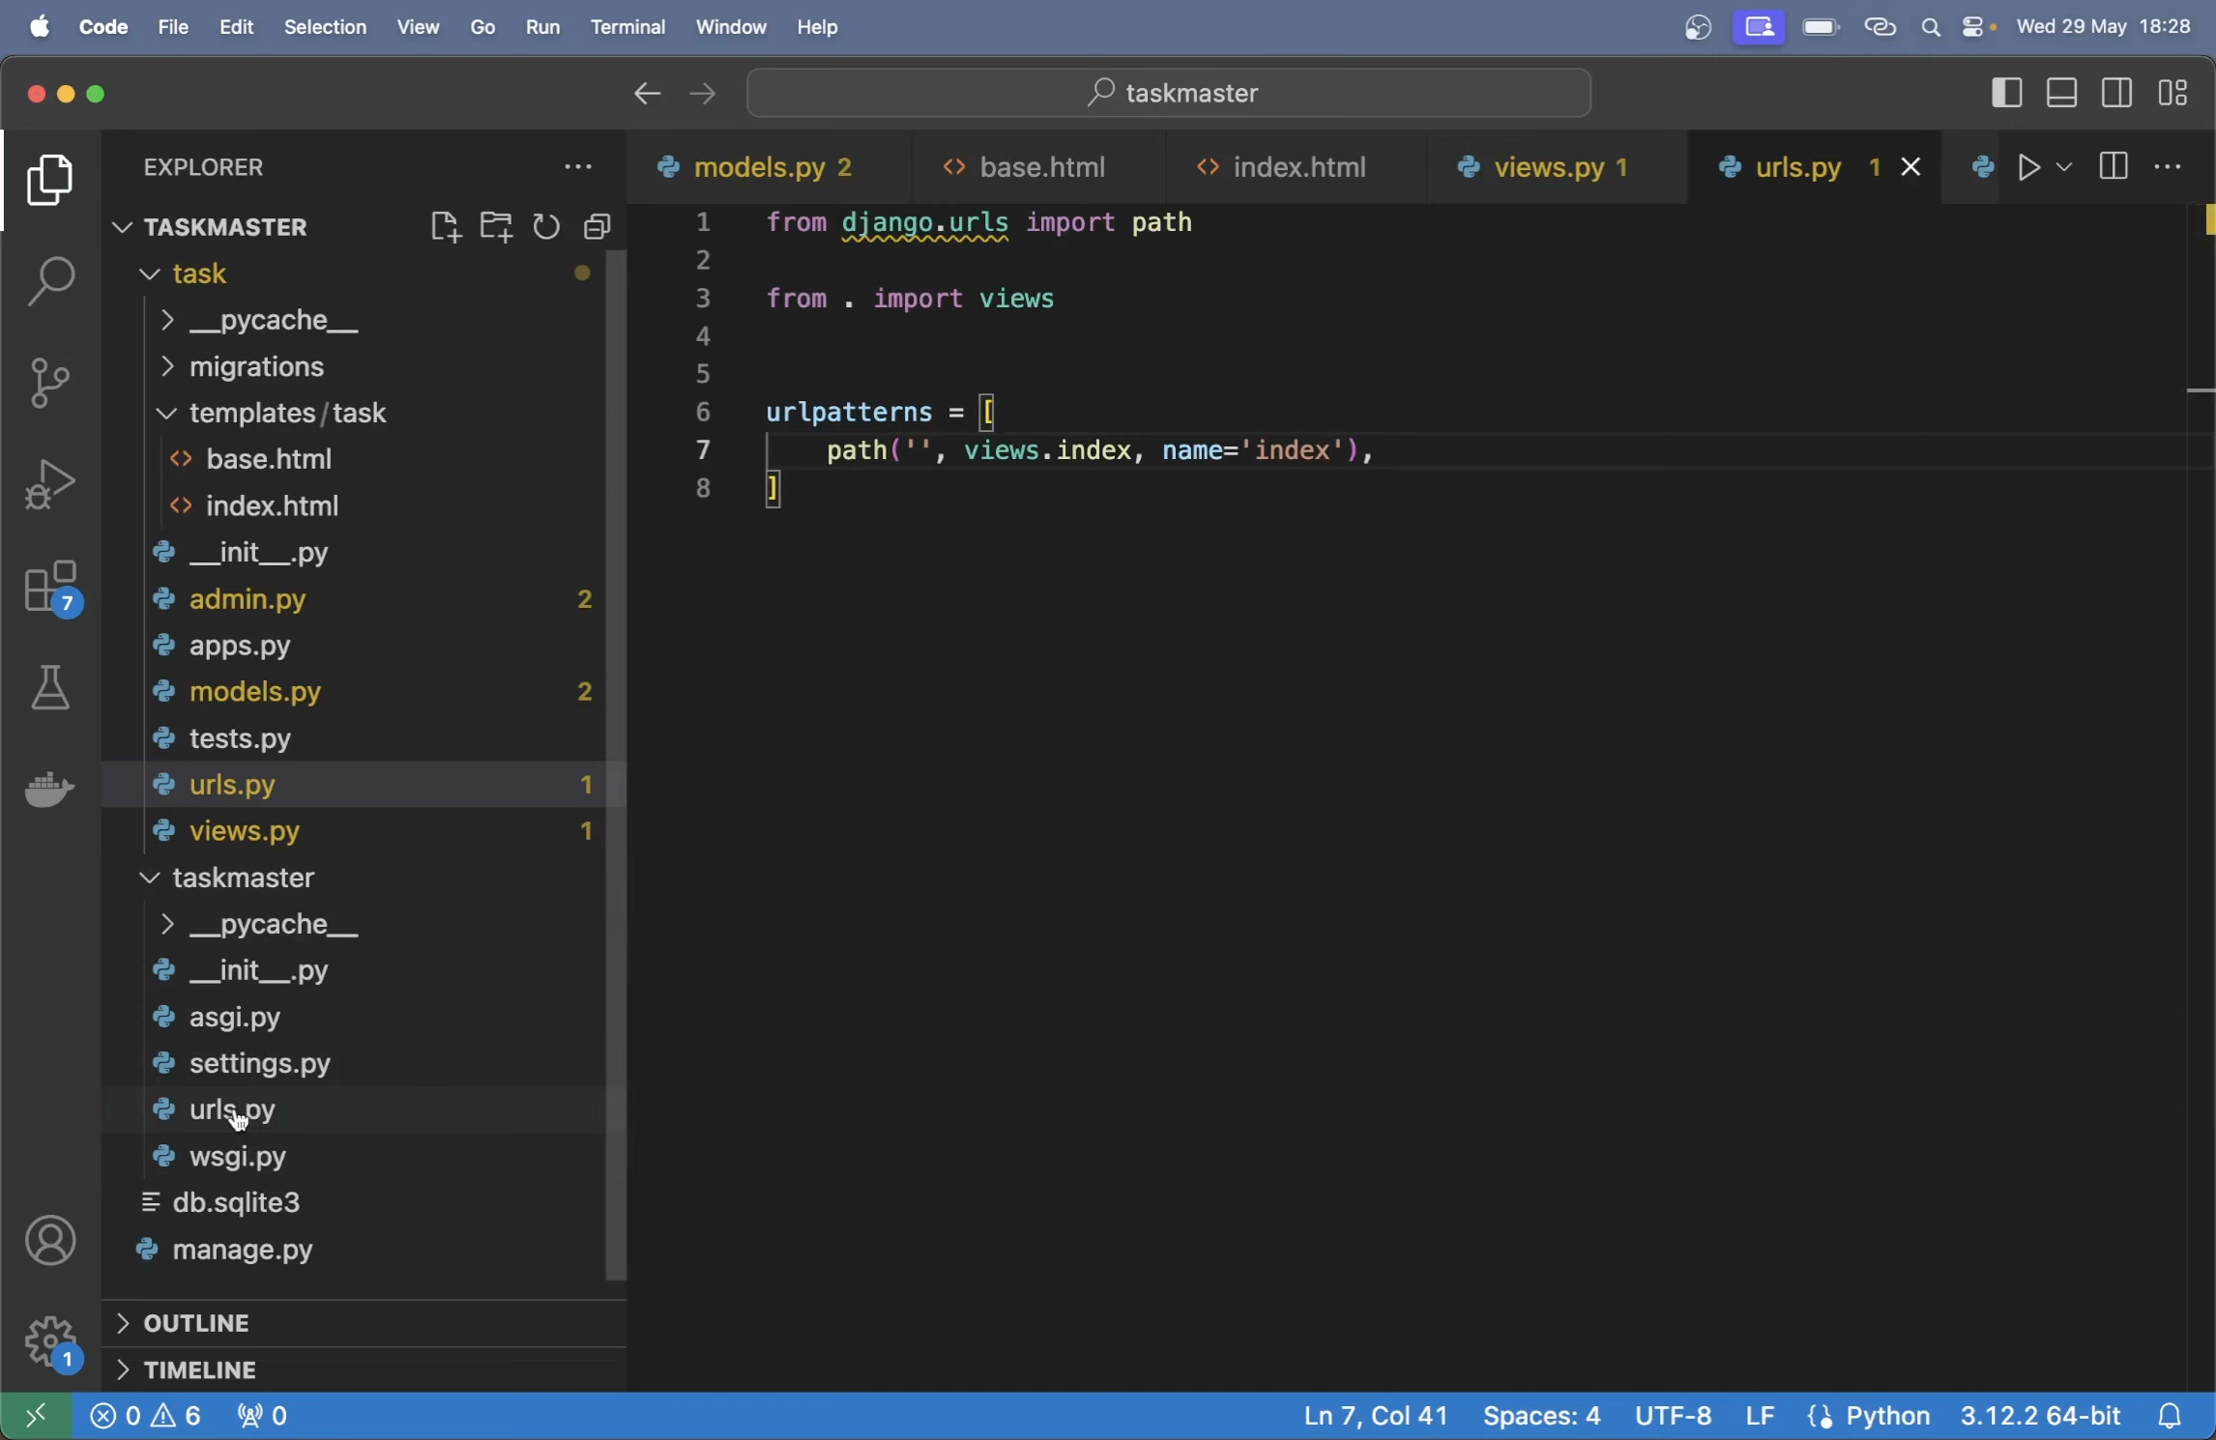 Code File Edit Selection View Go Run Terminal Window Help Wed 29 May 18:28
taskmaster
EXPLORER
TASKMASTER
task
__pycache__
migrations
templates/task
base.html
index.html
__init__.py
admin.py 2
apps.py
models.py 2
tests.py
urls.py 1
views.py 1
taskmaster
__pycache__
__init__.py
asgi.py
settings.py
urls.py
wsgi.py
db.sqlite3
manage.py
OUTLINE
TIMELINE
7
1
models.py 2 base.html index.html views.py 1 urls.py 1
1 from django.urls import path
2
3 from . import views
4
5
6 urlpatterns = [
7 path('', views.index, name='index'),
8 ]
0 6 0 Ln 7, Col 41 Spaces: 4 UTF-8 LF Python 3.12.2 64-bit